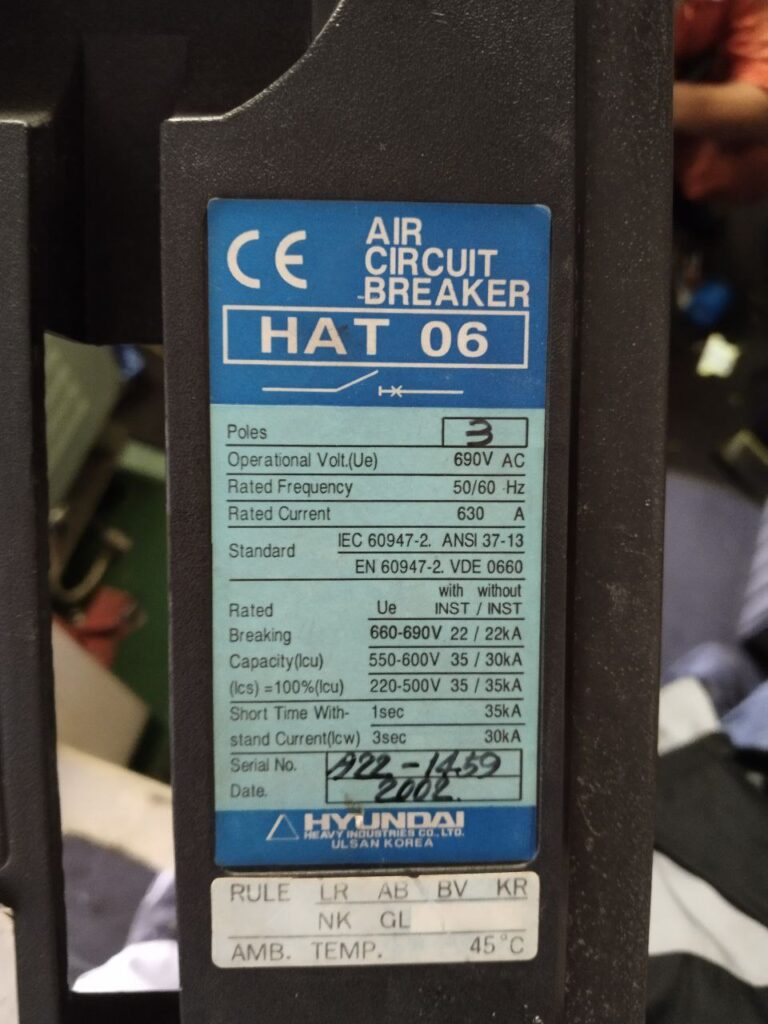 CE
AIR
CIRCUIT
BREAKER
HAT 06
Poles 3
Operational Volt.(Ue) 690V AC
Rated Frequency 50/60 Hz
Rated Current 630 A
Standard IEC 60947-2. ANSI 37-13
EN 60947-2. VDE 0660
with without
Rated Ue INST / INST
Breaking 660-690V 22 / 22kA
Capacity(Icu) 550-600V 35 / 30kA
(Ics) =100%(Icu) 220-500V 35 / 35kA
Short Time With- 1sec 35kA
stand Current(Icw) 3sec 30kA
Serial No. A22-1459
Date. 2002.
HYUNDAI
HEAVY INDUSTRIES CO., LTD.
ULSAN KOREA
RULE LR AB BV KR
NK GL
AMB. TEMP. 45°C